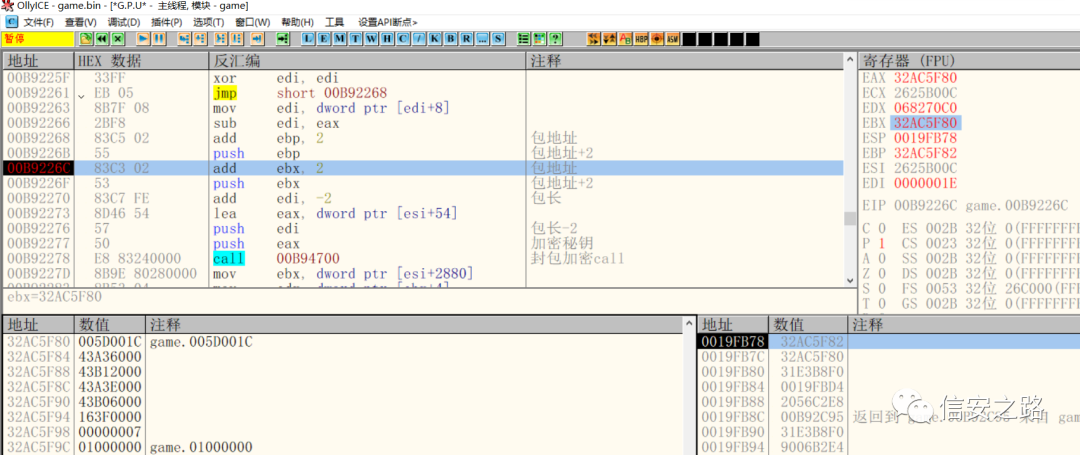 OllyICE - game.bin - [*G.P.U* - 主线程, 模块 - game]
C 文件(F) 查看(V) 调试(D) 插件(P) 选项(T) 窗口(W) 帮助(H) 工具 设置API断点>
暂停 L E M T W H C / K B R ... S ? HBP ASM
地址 HEX 数据 反汇编 注释 寄存器 (FPU)
00B9225F 33FF xor edi, edi
00B92261 EB 05 jmp short 00B92268
00B92263 8B7F 08 mov edi, dword ptr [edi+8]
00B92266 2BF8 sub edi, eax
00B92268 83C5 02 add ebp, 2 包地址
00B9226B 55 push ebp 包地址+2
00B9226C 83C3 02 add ebx, 2 包地址
00B9226F 53 push ebx 包地址+2
00B92270 83C7 FE add edi, -2 包长
00B92273 8D46 54 lea eax, dword ptr [esi+54]
00B92276 57 push edi 包长-2
00B92277 50 push eax 加密秘钥
00B92278 E8 83240000 call 00B94700 封包加密call
00B9227D 8B9E 80280000 mov ebx, dword ptr [esi+2880]
EAX 32AC5F80
ECX 2625B00C
EDX 068270C0
EBX 32AC5F80
ESP 0019FB78
EBP 32AC5F82
ESI 2625B00C
EDI 0000001E
EIP 00B9226C game.00B9226C
C 0 ES 002B 32位 0(FFFFFFFF
P 1 CS 0023 32位 0(FFFFFFFF
A 0 SS 002B 32位 0(FFFFFFFF
Z 0 DS 002B 32位 0(FFFFFFFF
S 0 FS 0053 32位 26C000(FFF
T 0 GS 002B 32位 0(FFFFFFFF
ebx=32AC5F80
地址 数值 注释
32AC5F80 005D001C game.005D001C
32AC5F84 43A36000
32AC5F88 43B12000
32AC5F8C 43A3E000
32AC5F90 43B06000
32AC5F94 163F0000
32AC5F98 00000007
32AC5F9C 01000000 game.01000000
地址 数值 注释
0019FB78 32AC5F82
0019FB7C 32AC5F80
0019FB80 31E3B8F0
0019FB84 0019FBD4
0019FB88 2056C2E8
0019FB8C 00B92C95 返回到
0019FB90 31E3B8F0
0019FB94 9006B2E4
信安之路